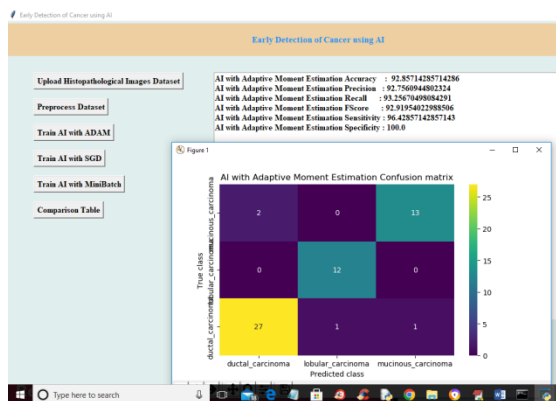 Early Detection of Cancer using AI
Early Detection of Cancer using AI
Upload Histopathological Images Dataset
Preprocess Dataset
Train AI with ADAM
Train AI with SGD
Train AI with MiniBatch
Comparison Table
AI with Adaptive Moment Estimation Accuracy : 92.85714285714286
AI with Adaptive Moment Estimation Precision : 92.7560944802324
AI with Adaptive Moment Estimation Recall : 93.25670498084291
AI with Adaptive Moment Estimation FScore : 92.91954022988506
AI with Adaptive Moment Estimation Sensitivity : 96.42857142857143
AI with Adaptive Moment Estimation Specificity : 100.0
Figure 1
AI with Adaptive Moment Estimation Confusion matrix
True class
mucinous_carcinoma
lobular_carcinoma
ductal_carcinoma
2 0 13
0 12 0
27 1 1
ductal_carcinoma lobular_carcinoma mucinous_carcinoma
Predicted class
25
20
15
10
5
0
Type here to search